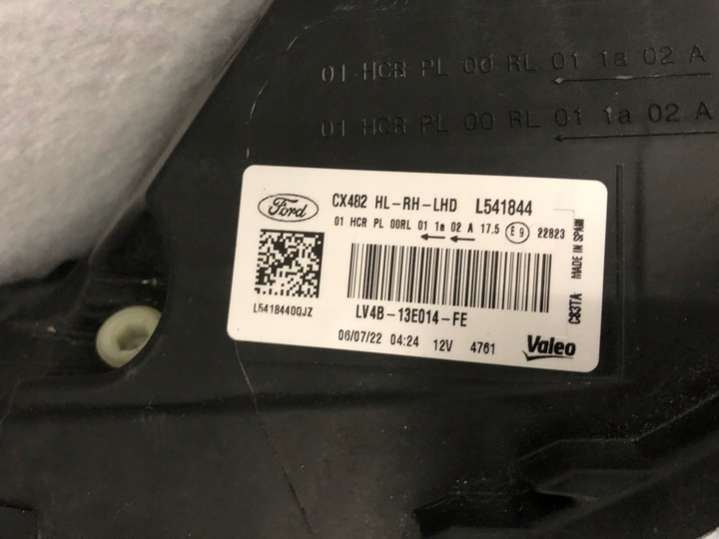 01 HCR PL 00 RL 01 1a 02 A
01 HCR PL 00 RL 01 1a 02 A
Ford
CX482 HL-RH-LHD L541844
01 HCR PL 00RL 01 1a 02 A 17.5 E9 22823
L5418440QJZ
LV4B-13E014-FE
06/07/22 04:24 12V 4761
Valeo
C83TA MADE IN SPAIN